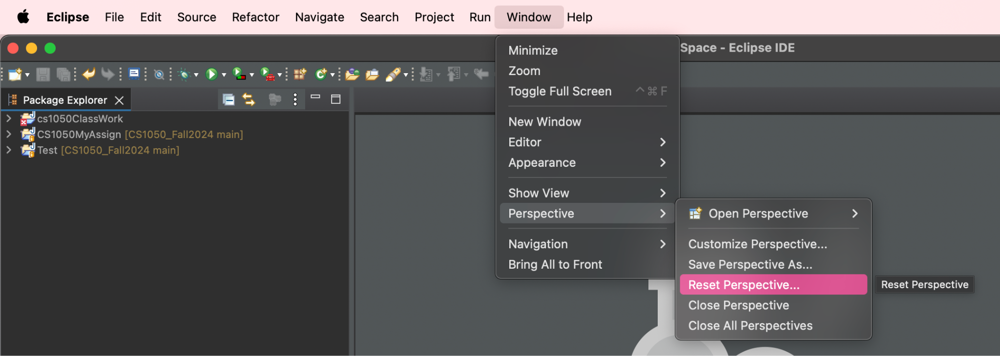 Eclipse File Edit Source Refactor Navigate Search Project Run Window Help
Space - Eclipse IDE
Package Explorer
cs1050ClassWork
CS1050MyAssign [CS1050_Fall2024 main]
Test [CS1050_Fall2024 main]
Minimize
Zoom
Toggle Full Screen ^⌘F
New Window
Editor
Appearance
Show View
Perspective
Navigation
Bring All to Front
Open Perspective
Customize Perspective...
Save Perspective As...
Reset Perspective...
Close Perspective
Close All Perspectives
Reset Perspective